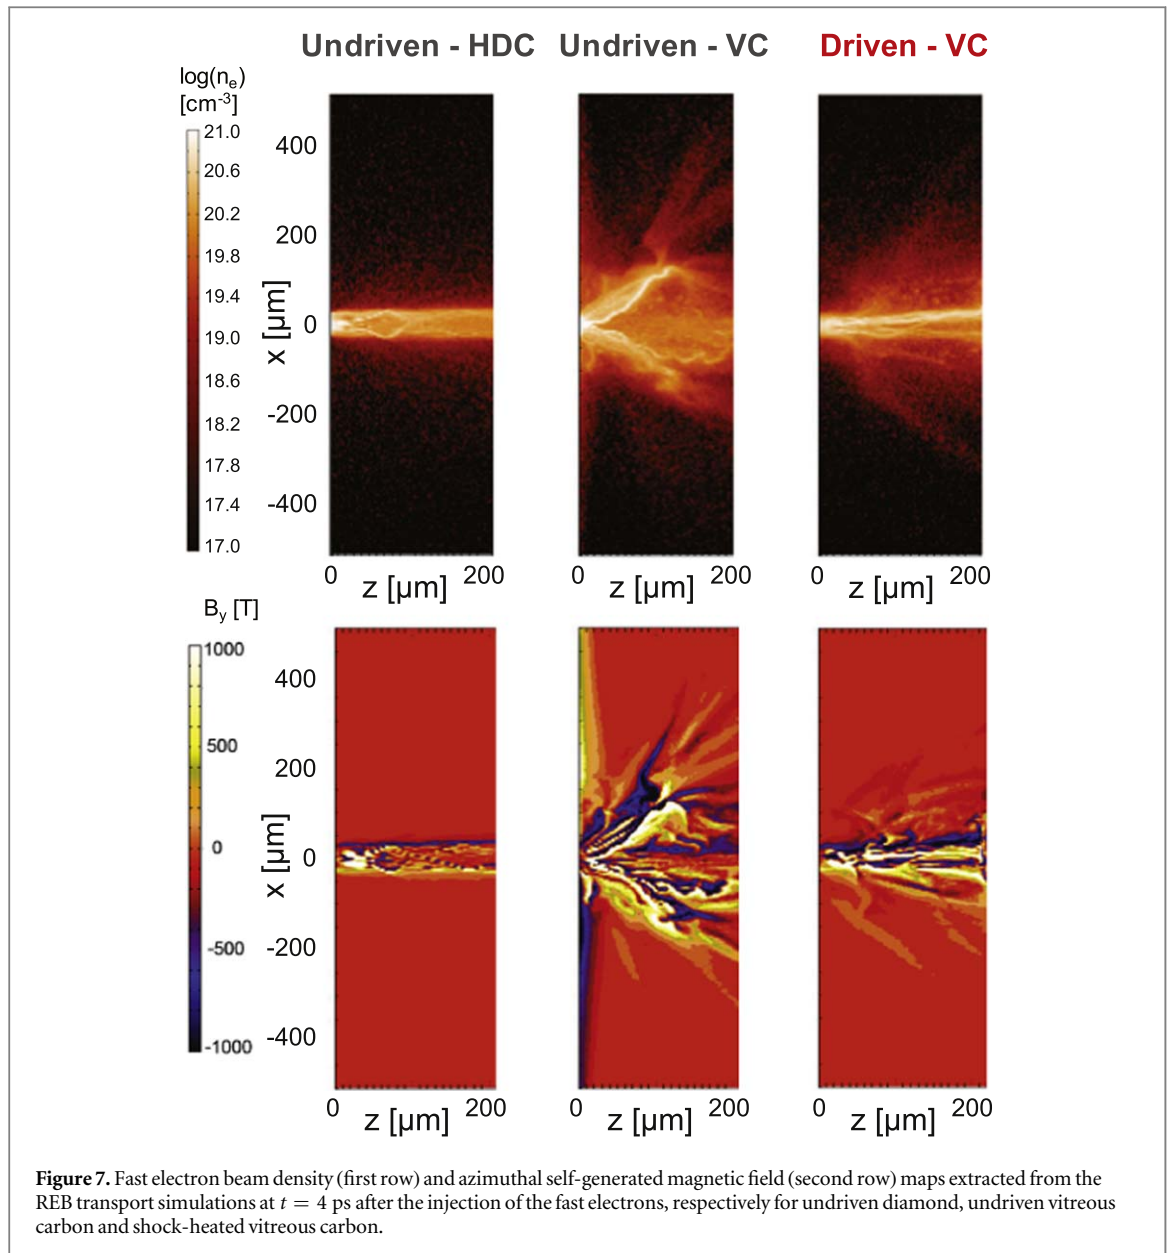 Undriven - HDC Undriven - VC Driven - VC
log(nₑ)
[cm⁻³]
21.0
20.6
20.2
19.8
19.4
19.0
18.6
18.2
17.8
17.4
17.0
400
200
0
-200
-400
x [µm]
0 200 0 200 0 200
z [µm] z [µm] z [µm]
Bᵧ [T]
1000
500
0
-500
-1000
400
200
0
-200
-400
x [µm]
0 200 0 200 0 200
z [µm] z [µm] z [µm]
Figure 7. Fast electron beam density (first row) and azimuthal self-generated magnetic field (second row) maps extracted from the
REB transport simulations at t = 4 ps after the injection of the fast electrons, respectively for undriven diamond, undriven vitreous
carbon and shock-heated vitreous carbon.